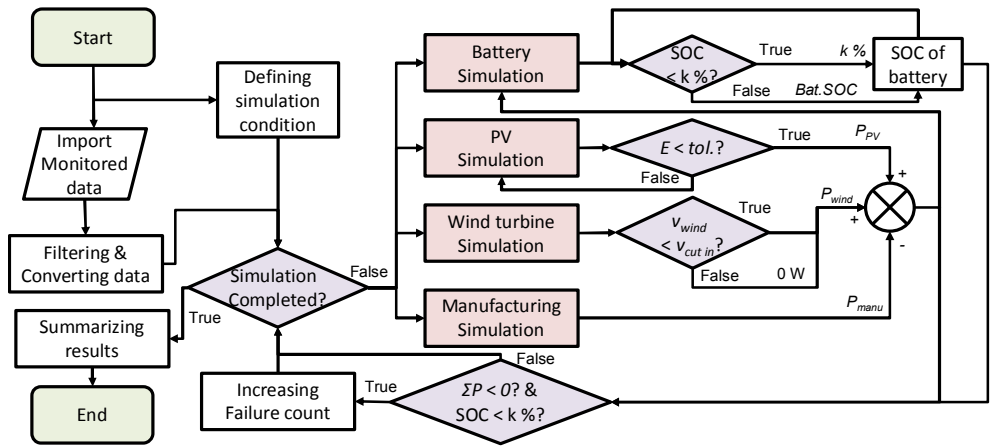 Start
Defining
simulation
condition
Import
Monitored
data
Filtering &
Converting data
Simulation
Completed?
False
True
Summarizing
results
End
Battery
Simulation
SOC
< k %?
True
k %
False
Bat.SOC
SOC of
battery
PV
Simulation
E < tol.?
True
False
P_PV
+
Wind turbine
Simulation
v_wind
< v_cut in?
True
False
0 W
P_wind
+
-
Manufacturing
Simulation
P_manu
Increasing
Failure count
True
ΣP < 0? &
SOC < k %?
False